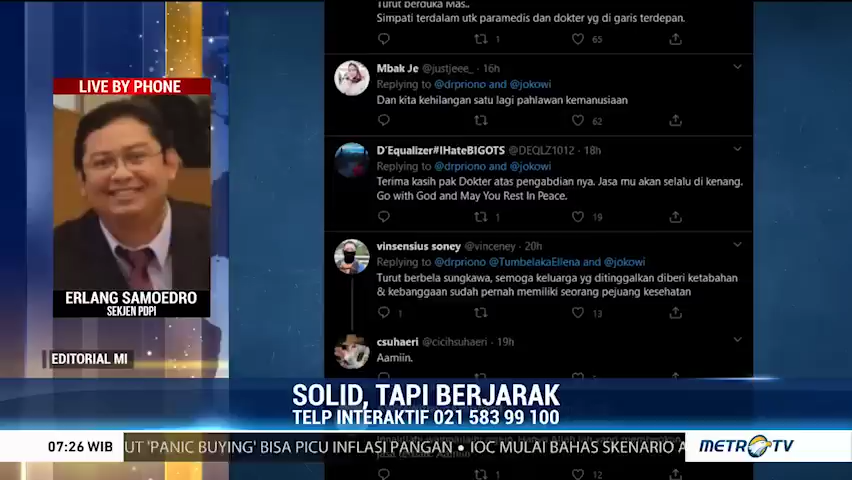 Turut berduka Mas..
Simpati terdalam utk paramedis dan dokter yg di garis terdepan.
1
65
LIVE BY PHONE
Mbak Je @justjeee_ · 16h
Replying to @drpriono and @jokowi
Dan kita kehilangan satu lagi pahlawan kemanusiaan
62
D'Equalizer#IHateBIGOTS @DEQLZ1012 · 18h
Replying to @drpriono and @jokowi
Terima kasih pak Dokter atas pengabdian nya. Jasa mu akan selalu di kenang.
Go with God and May You Rest In Peace.
1
19
vinsensius soney @vinceney · 20h
Replying to @drpriono @TumbelakaEllena and @jokowi
Turut berbela sungkawa, semoga keluarga yg ditinggalkan diberi ketabahan
& kebanggaan sudah pernah memiliki seorang pejuang kesehatan
1
13
ERLANG SAMOEDRO
SEKJEN PDPI
csuhaeri @cicihsuhaeri · 19h
Aamiin.
EDITORIAL MI
SOLID, TAPI BERJARAK
TELP INTERAKTIF 021 583 99 100
07:26 WIB
UT 'PANIC BUYING' BISA PICU INFLASI PANGAN • IOC MULAI BAHAS SKENARIO A
METRO TV
1
12